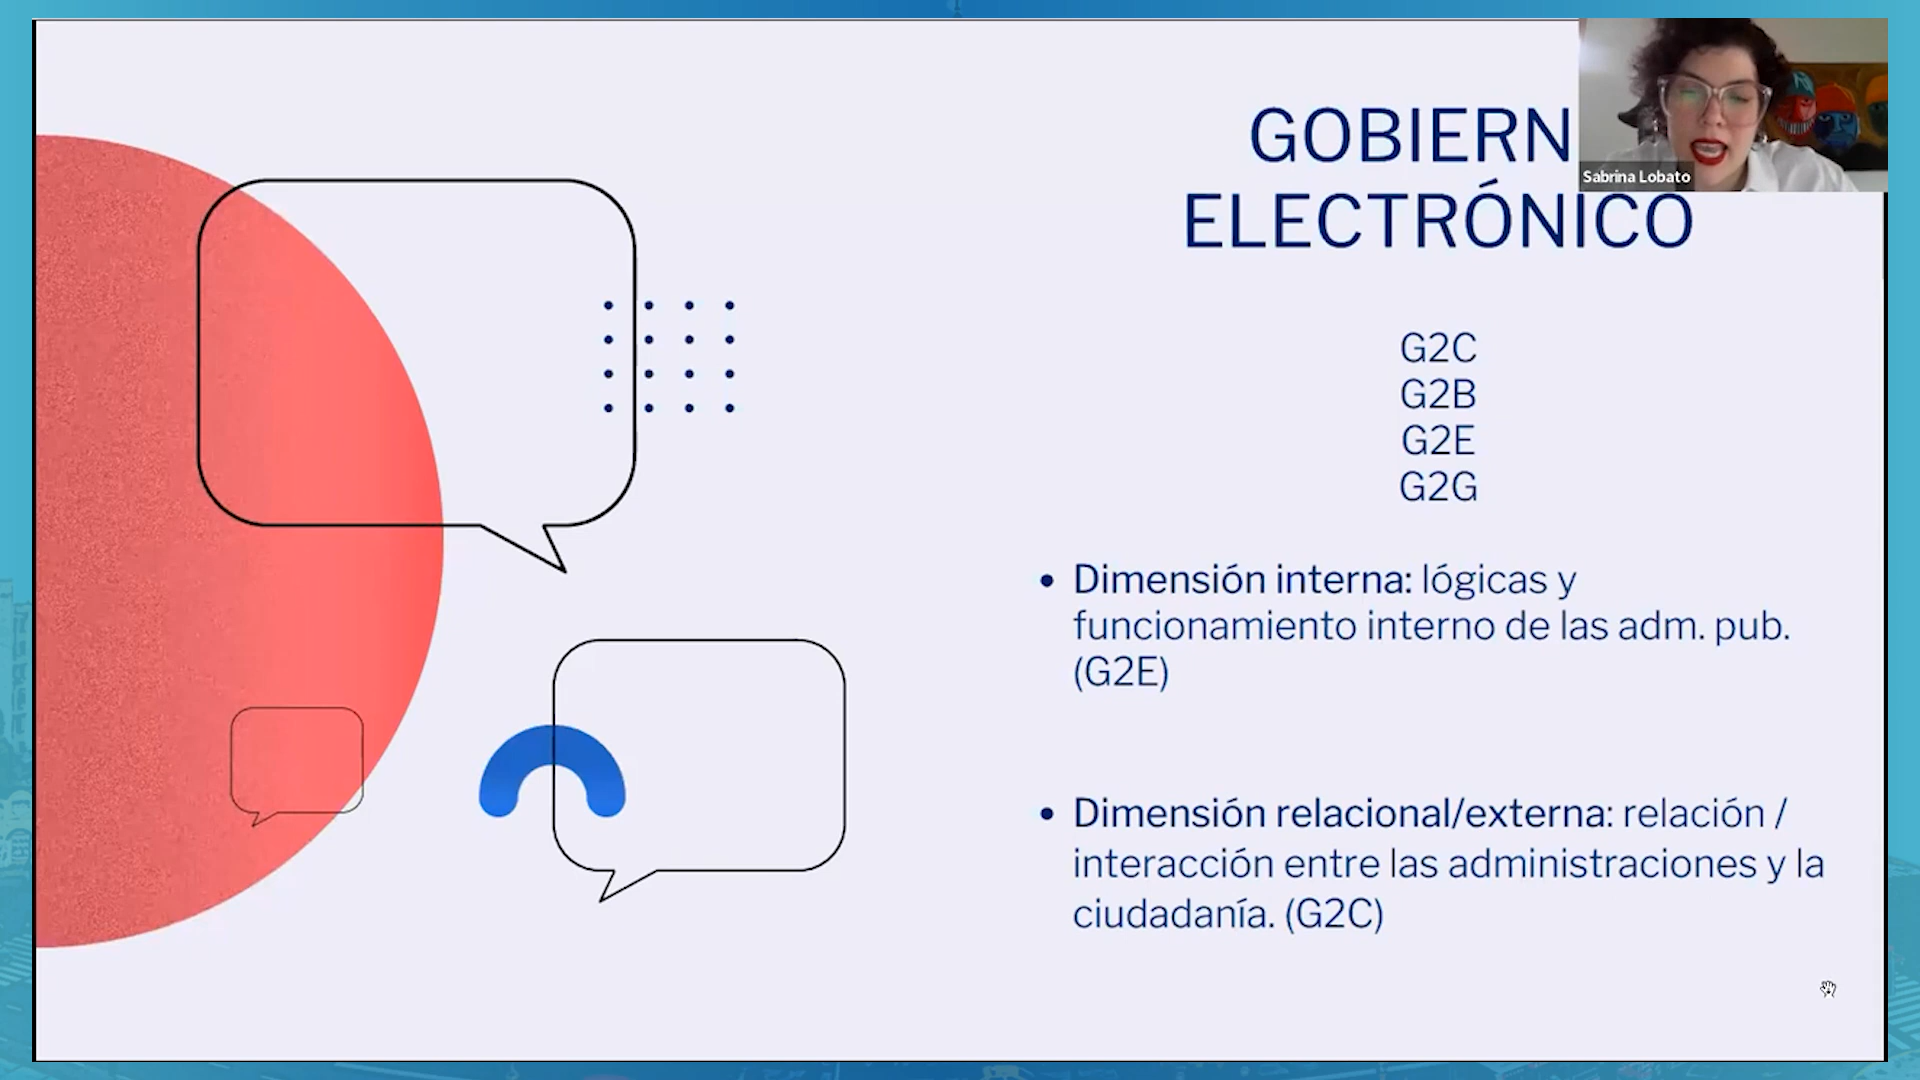 GOBIERN
ELECTRÓNICO
Sabrina Lobato
G2C
G2B
G2E
G2G
• Dimensión interna: lógicas y
funcionamiento interno de las adm. pub.
(G2E)
• Dimensión relacional/externa: relación /
interacción entre las administraciones y la
ciudadanía. (G2C)